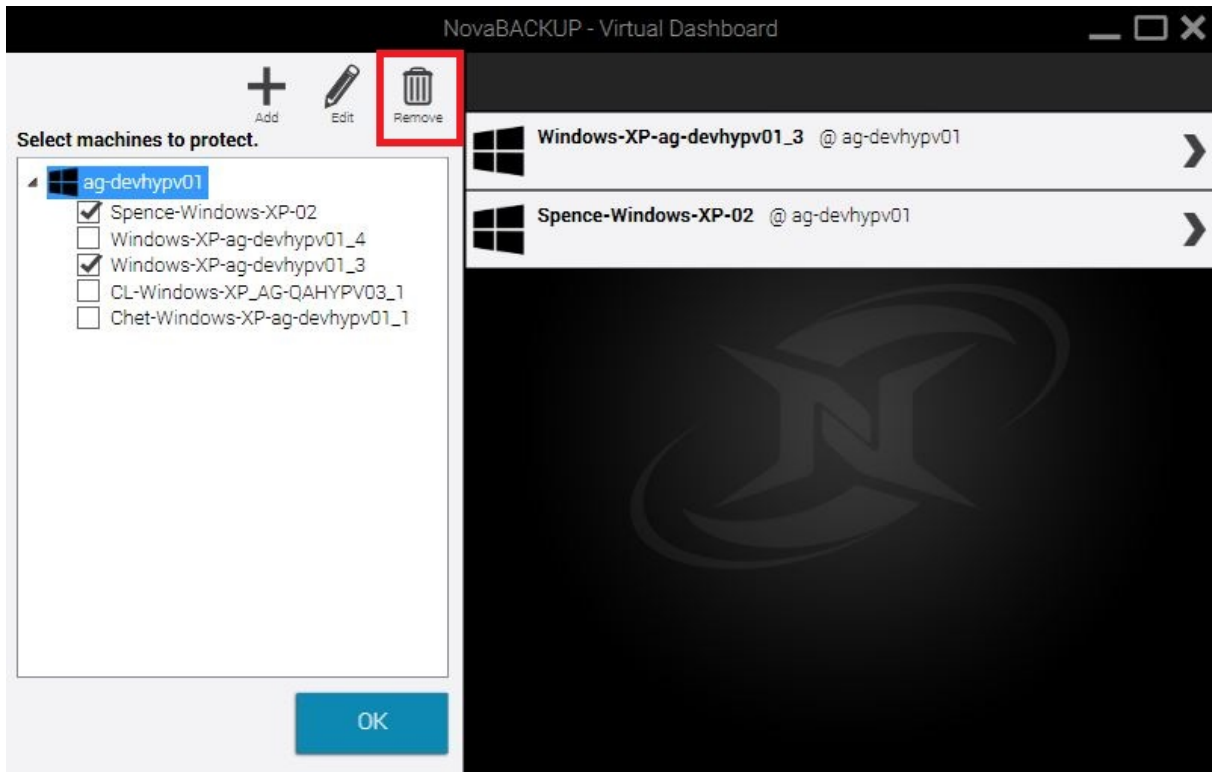 NovaBACKUP - Virtual Dashboard
Add Edit Remove
Select machines to protect.
ag-devhypv01
Spence-Windows-XP-02
Windows-XP-ag-devhypv01_4
Windows-XP-ag-devhypv01_3
CL-Windows-XP_AG-QAHYPV03_1
Chet-Windows-XP-ag-devhypv01_1
OK
Windows-XP-ag-devhypv01_3 @ ag-devhypv01
Spence-Windows-XP-02 @ ag-devhypv01